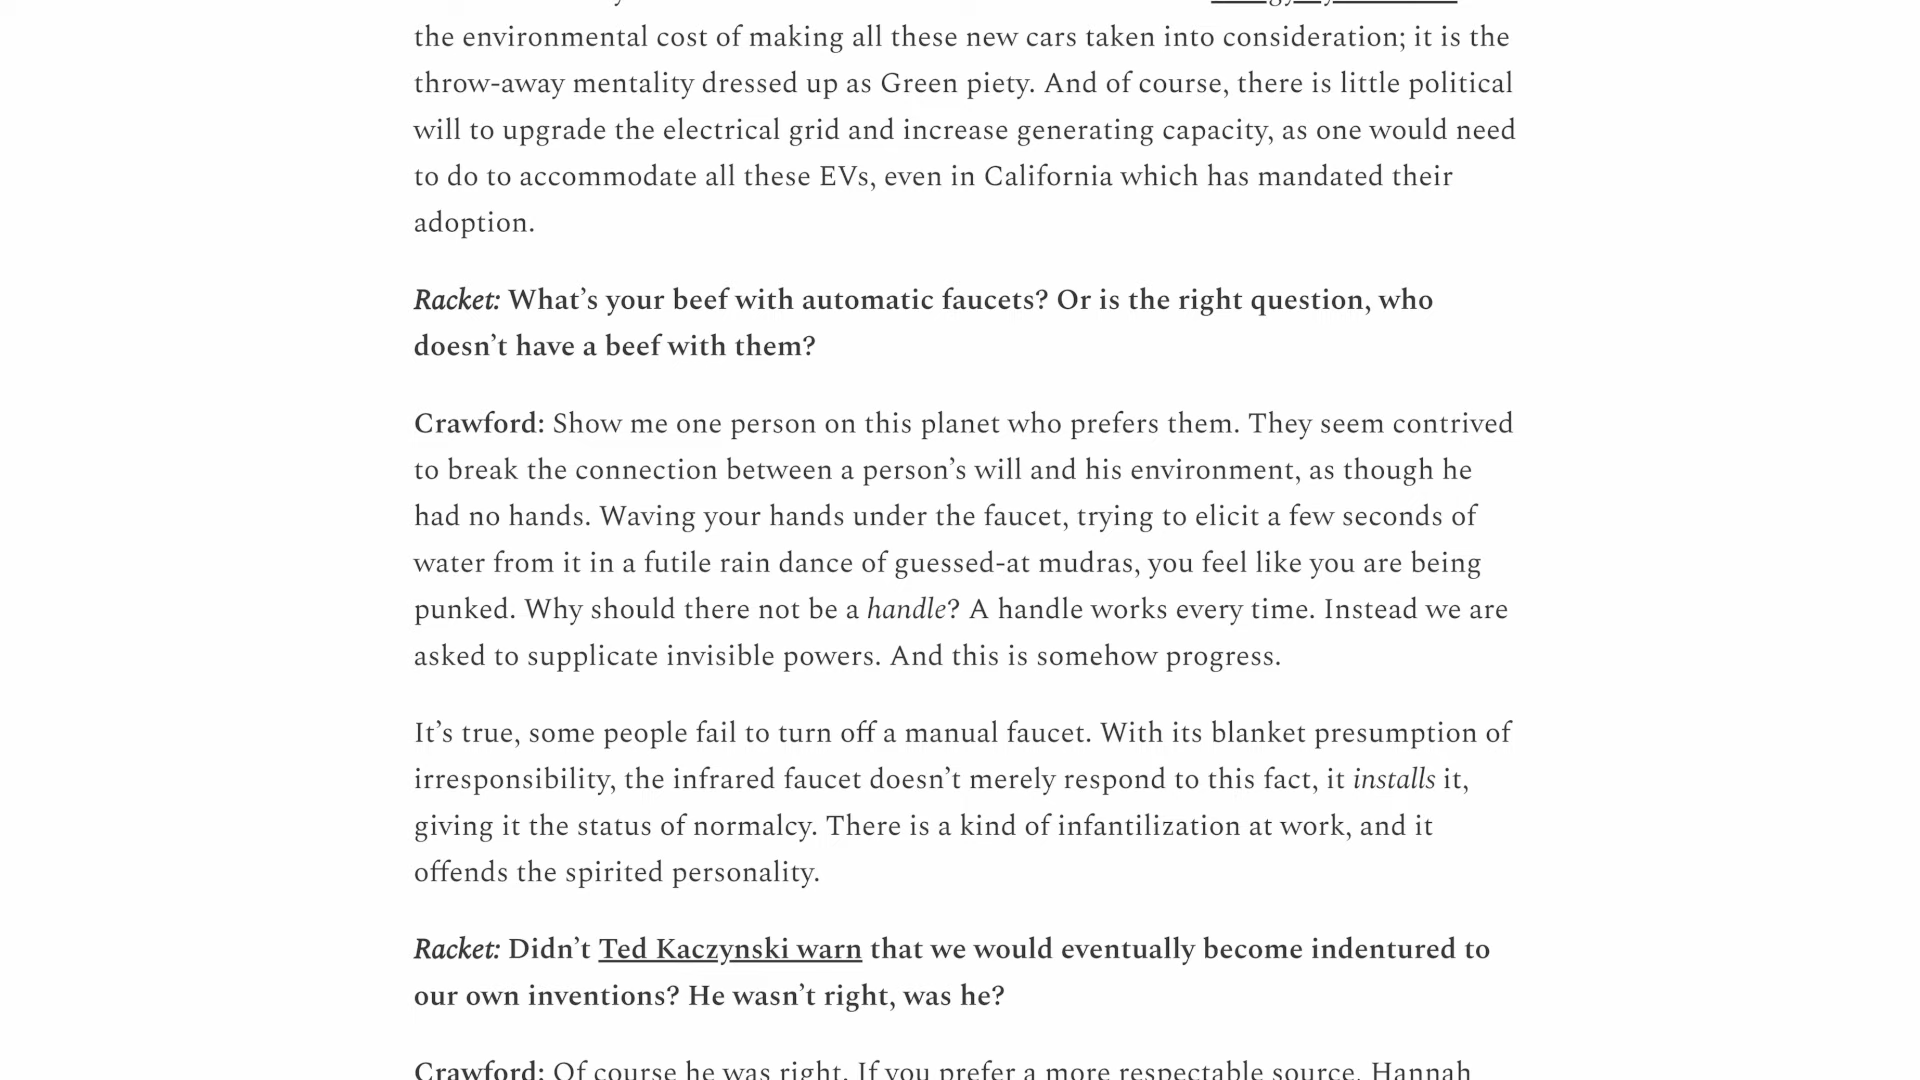 the environmental cost of making all these new cars taken into consideration; it is the
throw-away mentality dressed up as Green piety. And of course, there is little political
will to upgrade the electrical grid and increase generating capacity, as one would need
to do to accommodate all these EVs, even in California which has mandated their
adoption.
Racket: What’s your beef with automatic faucets? Or is the right question, who
doesn’t have a beef with them?
Crawford: Show me one person on this planet who prefers them. They seem contrived
to break the connection between a person’s will and his environment, as though he
had no hands. Waving your hands under the faucet, trying to elicit a few seconds of
water from it in a futile rain dance of guessed-at mudras, you feel like you are being
punked. Why should there not be a handle? A handle works every time. Instead we are
asked to supplicate invisible powers. And this is somehow progress.
It’s true, some people fail to turn off a manual faucet. With its blanket presumption of
irresponsibility, the infrared faucet doesn’t merely respond to this fact, it installs it,
giving it the status of normalcy. There is a kind of infantilization at work, and it
offends the spirited personality.
Racket: Didn’t Ted Kaczynski warn that we would eventually become indentured to
our own inventions? He wasn’t right, was he?
Crawford: Of course he was right. If you prefer a more respectable source, Hannah